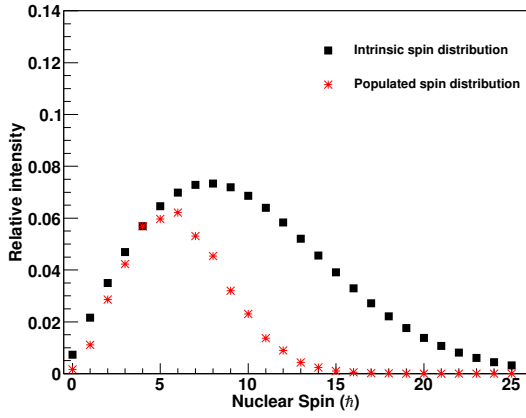 0.14
0.12
0.1
0.08
0.06
0.04
0.02
0
Relative intensity
Intrinsic spin distribution
Populated spin distribution
0 5 10 15 20 25
Nuclear Spin (ℏ)